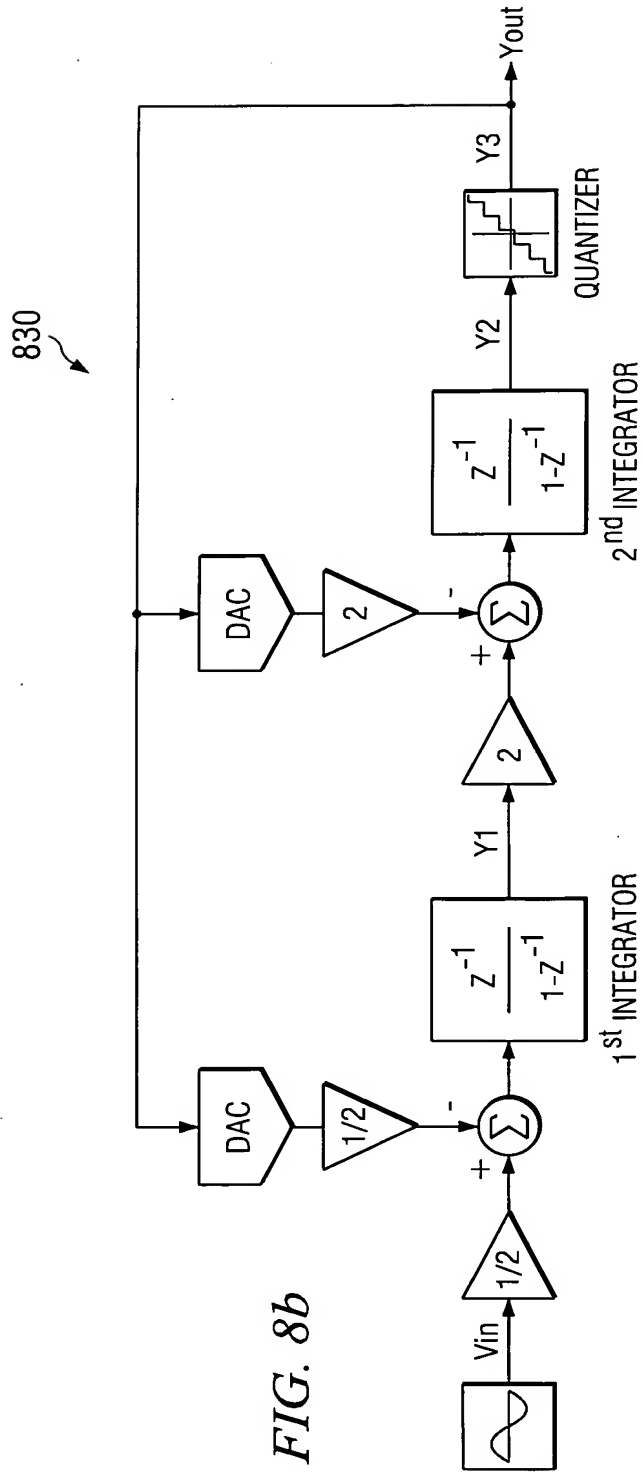 830
DAC
DAC
1/2
2
Vin
1/2
+
-
Σ
Z⁻¹
1-Z⁻¹
1st INTEGRATOR
Y1
2
+
-
Σ
Z⁻¹
1-Z⁻¹
2nd INTEGRATOR
Y2
QUANTIZER
Y3
Yout
FIG. 8b